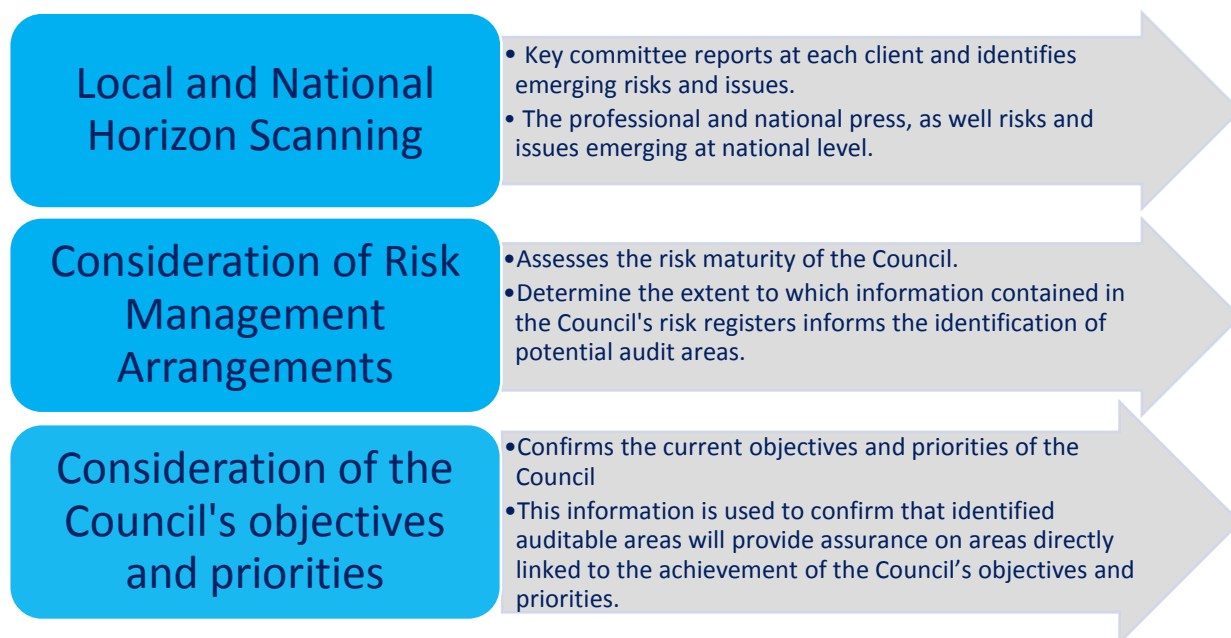 Local and National
Horizon Scanning
• Key committee reports at each client and identifies
emerging risks and issues.
• The professional and national press, as well risks and
issues emerging at national level.
Consideration of Risk
Management
Arrangements
•Assesses the risk maturity of the Council.
•Determine the extent to which information contained in
the Council's risk registers informs the identification of
potential audit areas.
Consideration of the
Council's objectives
and priorities
•Confirms the current objectives and priorities of the
Council
•This information is used to confirm that identified
auditable areas will provide assurance on areas directly
linked to the achievement of the Council’s objectives and
priorities.